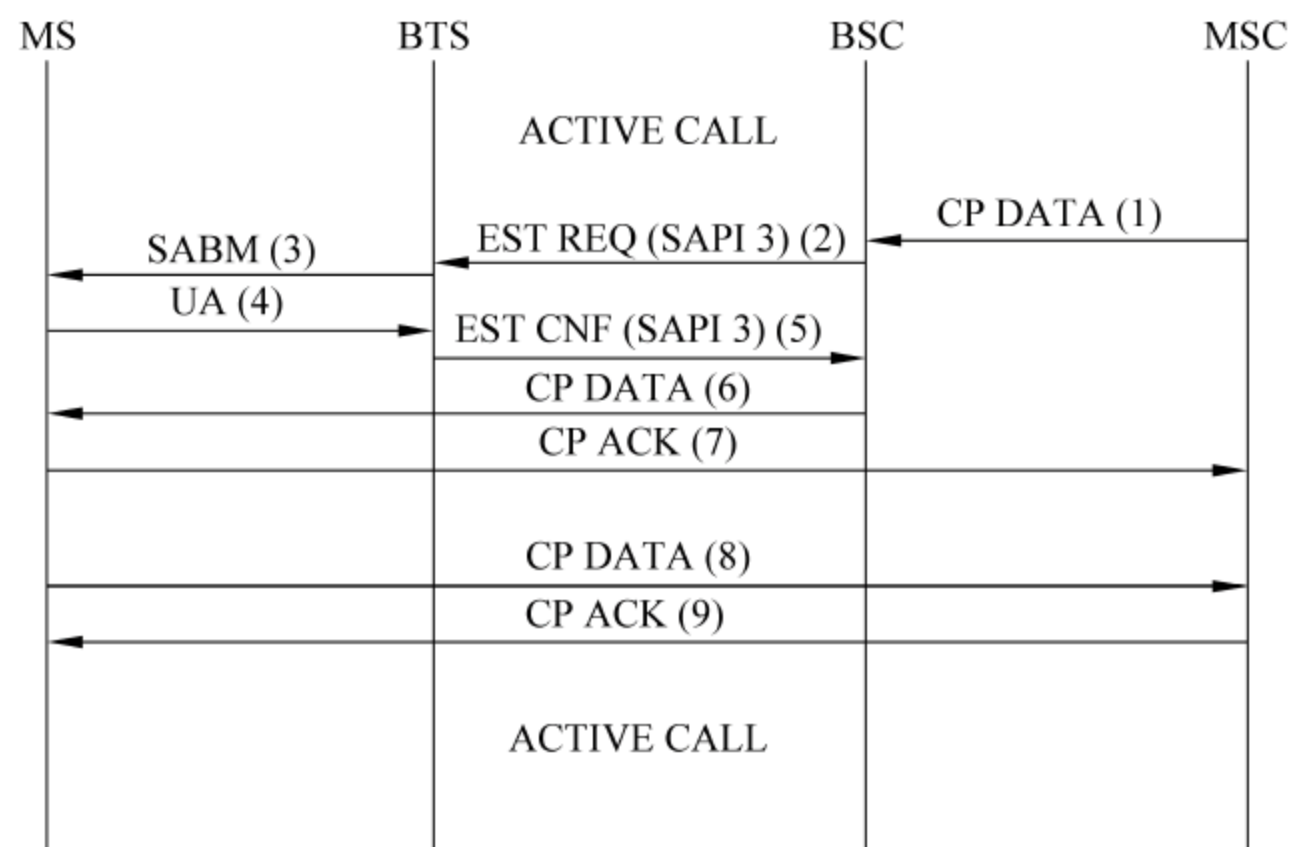 MS BTS BSC MSC
ACTIVE CALL
CP DATA (1)
EST REQ (SAPI 3) (2)
SABM (3)
UA (4)
EST CNF (SAPI 3) (5)
CP DATA (6)
CP ACK (7)
CP DATA (8)
CP ACK (9)
ACTIVE CALL